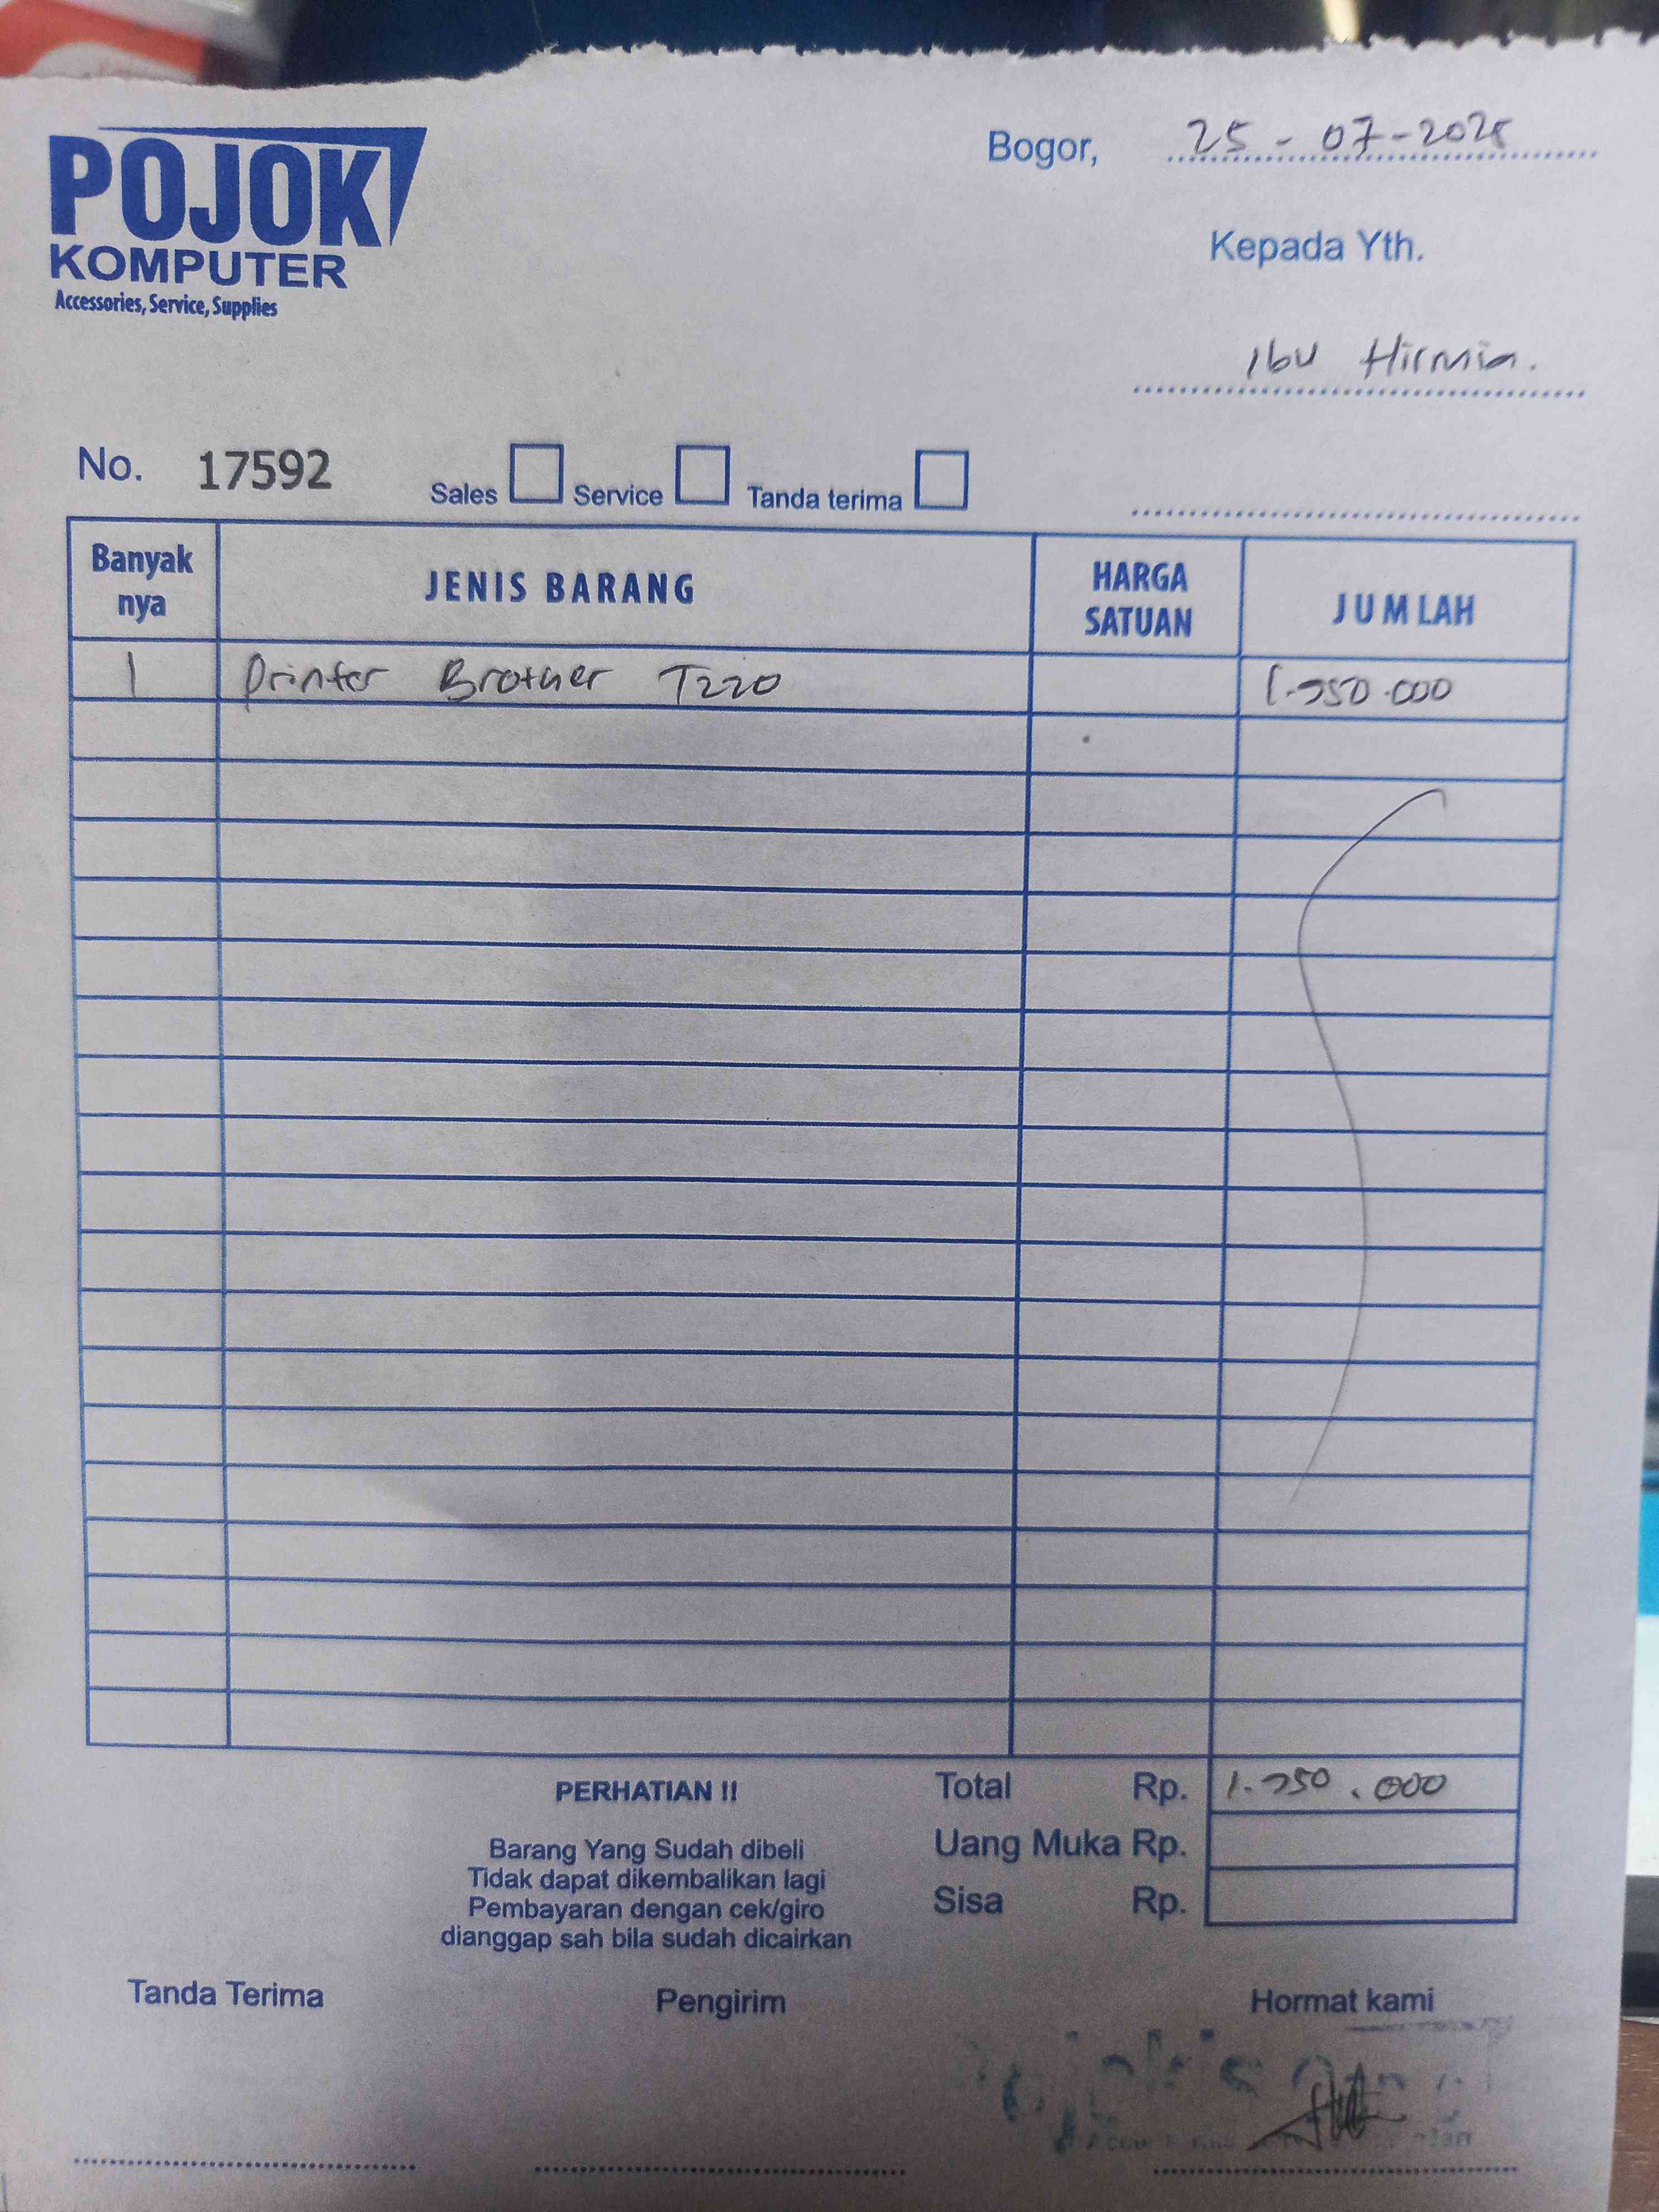 POJOK
KOMPUTER
Accessories, Service, Supplies
Bogor, 25-07-2025
Kepada Yth.
Ibu Hirmia.
No. 17592
Sales Service Tanda terima
Banyak nya JENIS BARANG HARGA SATUAN JUMLAH
1 Printer Brother T220 1.750.000
PERHATIAN !!
Barang Yang Sudah dibeli
Tidak dapat dikembalikan lagi
Pembayaran dengan cek/giro
dianggap sah bila sudah dicairkan
Total Rp. 1.750.000
Uang Muka Rp.
Sisa Rp.
Tanda Terima Pengirim Hormat kami